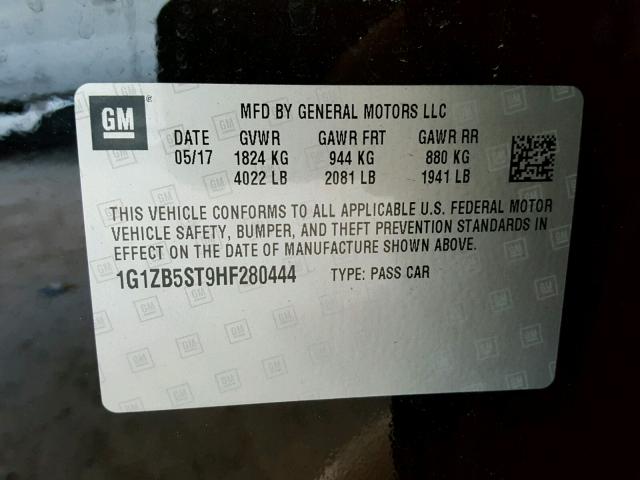 GM
®
MFD BY GENERAL MOTORS LLC
DATE GVWR GAWR FRT GAWR RR
05/17 1824 KG 944 KG 880 KG
4022 LB 2081 LB 1941 LB
THIS VEHICLE CONFORMS TO ALL APPLICABLE U.S. FEDERAL MOTOR
VEHICLE SAFETY, BUMPER, AND THEFT PREVENTION STANDARDS IN
EFFECT ON THE DATE OF MANUFACTURE SHOWN ABOVE.
1G1ZB5ST9HF280444 TYPE: PASS CAR